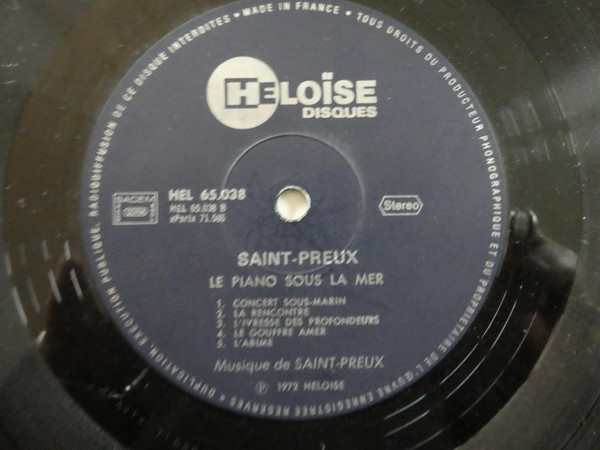 • MADE IN FRANCE • TOUS DROITS DU PRODUCTEUR PHONOGRAPHIQUE ET DU PROPRIÉTAIRE DE L'ŒUVRE ENREGISTRÉE RESERVÉS • DUPLICATION, EXÉCUTION PUBLIQUE, RADIODIFFUSION DE CE DISQUE INTERDITES
HELOÏSE
DISQUES
SACEM
HEL 65.038
HEL 65.038 B
Stereo
SAINT-PREUX
LE PIANO SOUS LA MER
1. CONCERT SOUS-MARIN
2. LA RENCONTRE
3. L'IVRESSE DES PROFONDEURS
4. LE GOUFFRE AMER
5. L'ABIME
Musique de SAINT-PREUX
℗ 1972 HELOISE